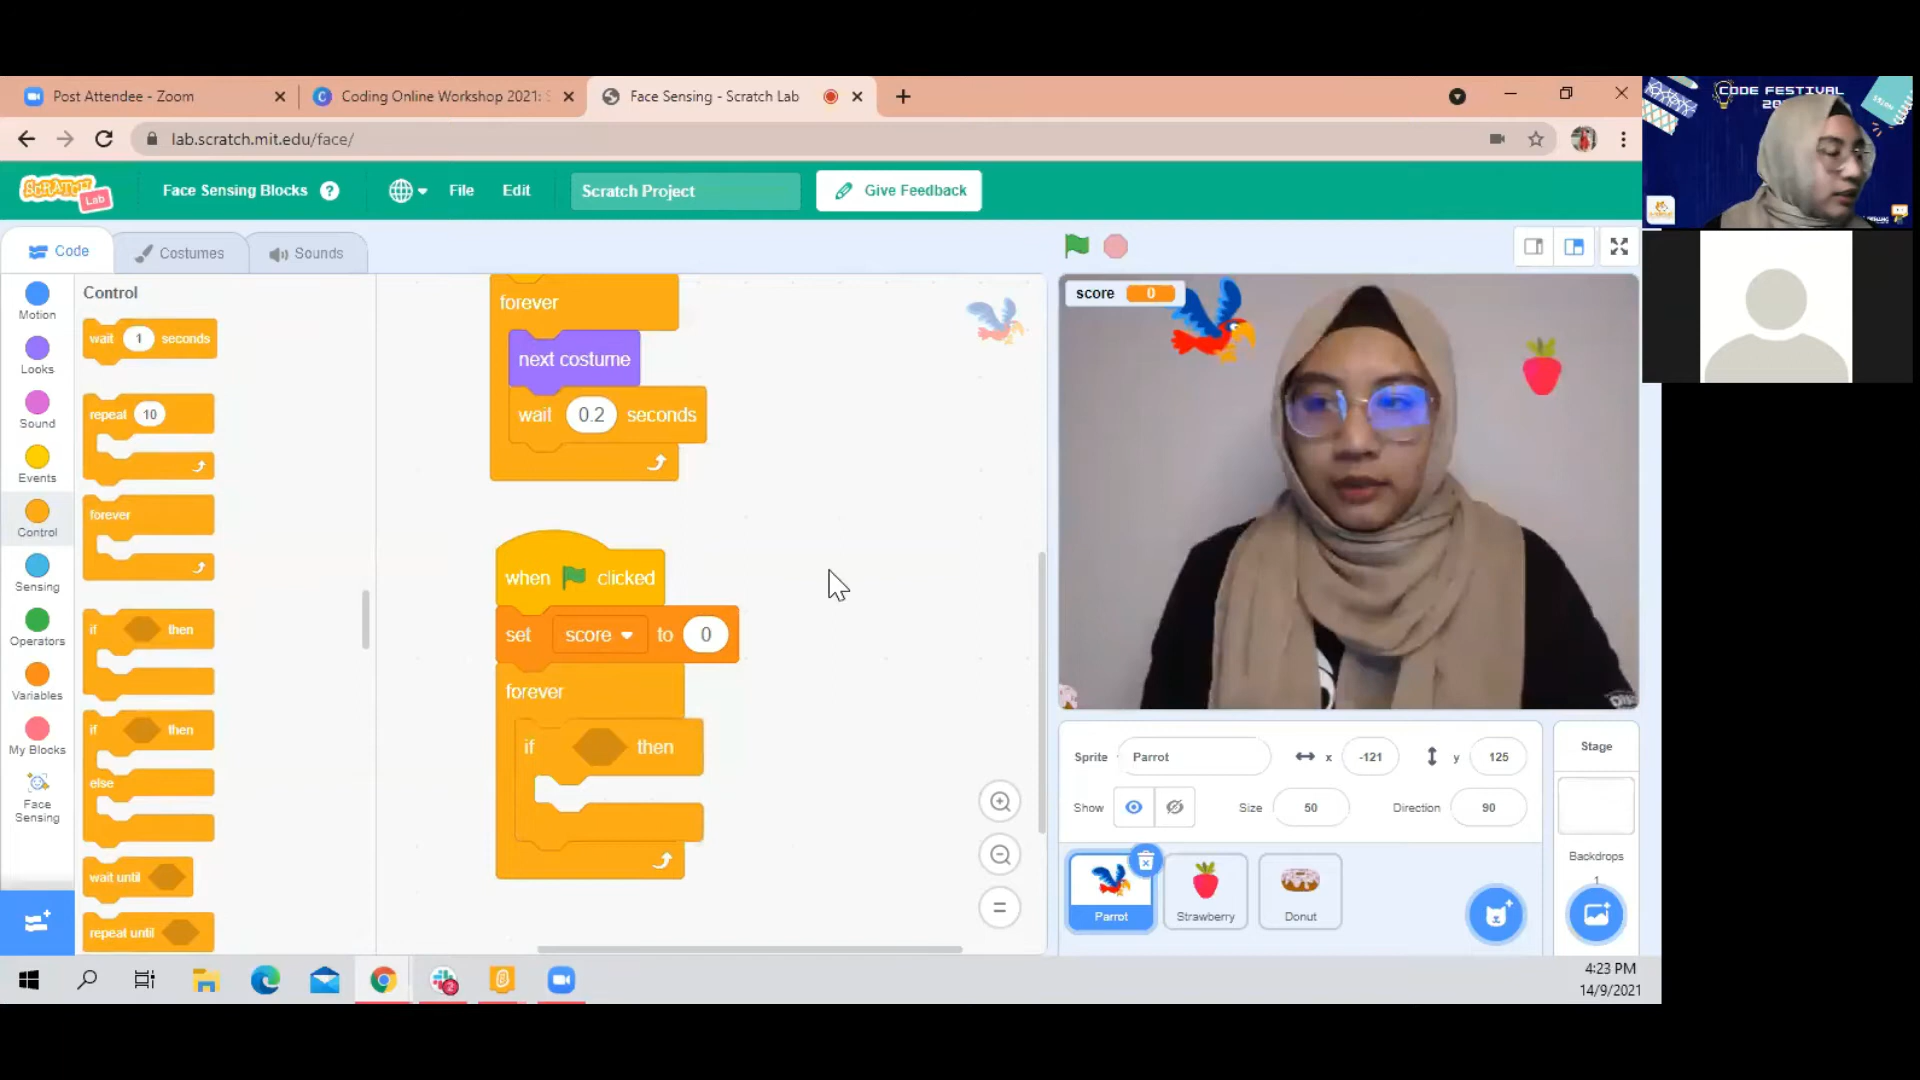 Post Attendee - Zoom
Coding Online Workshop 2021: S
Face Sensing - Scratch Lab
lab.scratch.mit.edu/face/
SCRATCH
Lab
Face Sensing Blocks
?
File
Edit
Scratch Project
Give Feedback
CODE FESTIVAL
Code
Costumes
Sounds
Motion
Looks
Sound
Events
Control
Sensing
Operators
Variables
My Blocks
Face
Sensing
Control
wait 1 seconds
repeat 10
forever
if then
if then
else
wait until
repeat until
forever
next costume
wait 0.2 seconds
when clicked
set score to 0
forever
if then
score 0
Sprite Parrot x -121 y 125
Show Size 50 Direction 90
Parrot
Strawberry
Donut
Stage
Backdrops
1
2
4:23 PM
14/9/2021